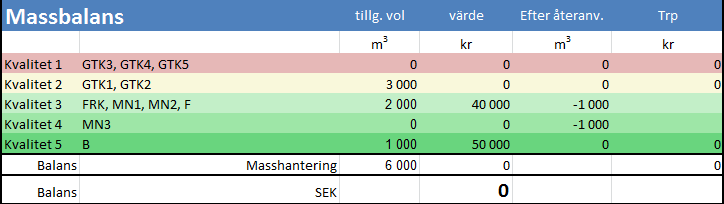 Massbalans tillg. vol värde Efter återanv. Trp
m³ kr m³ kr
Kvalitet 1 GTK3, GTK4, GTK5 0 0 0 0
Kvalitet 2 GTK1, GTK2 3 000 0 0 0
Kvalitet 3 FRK, MN1, MN2, F 2 000 40 000 -1 000
Kvalitet 4 MN3 0 0 -1 000
Kvalitet 5 B 1 000 50 000 0 0
Balans Masshantering 6 000 0 0
Balans SEK 0